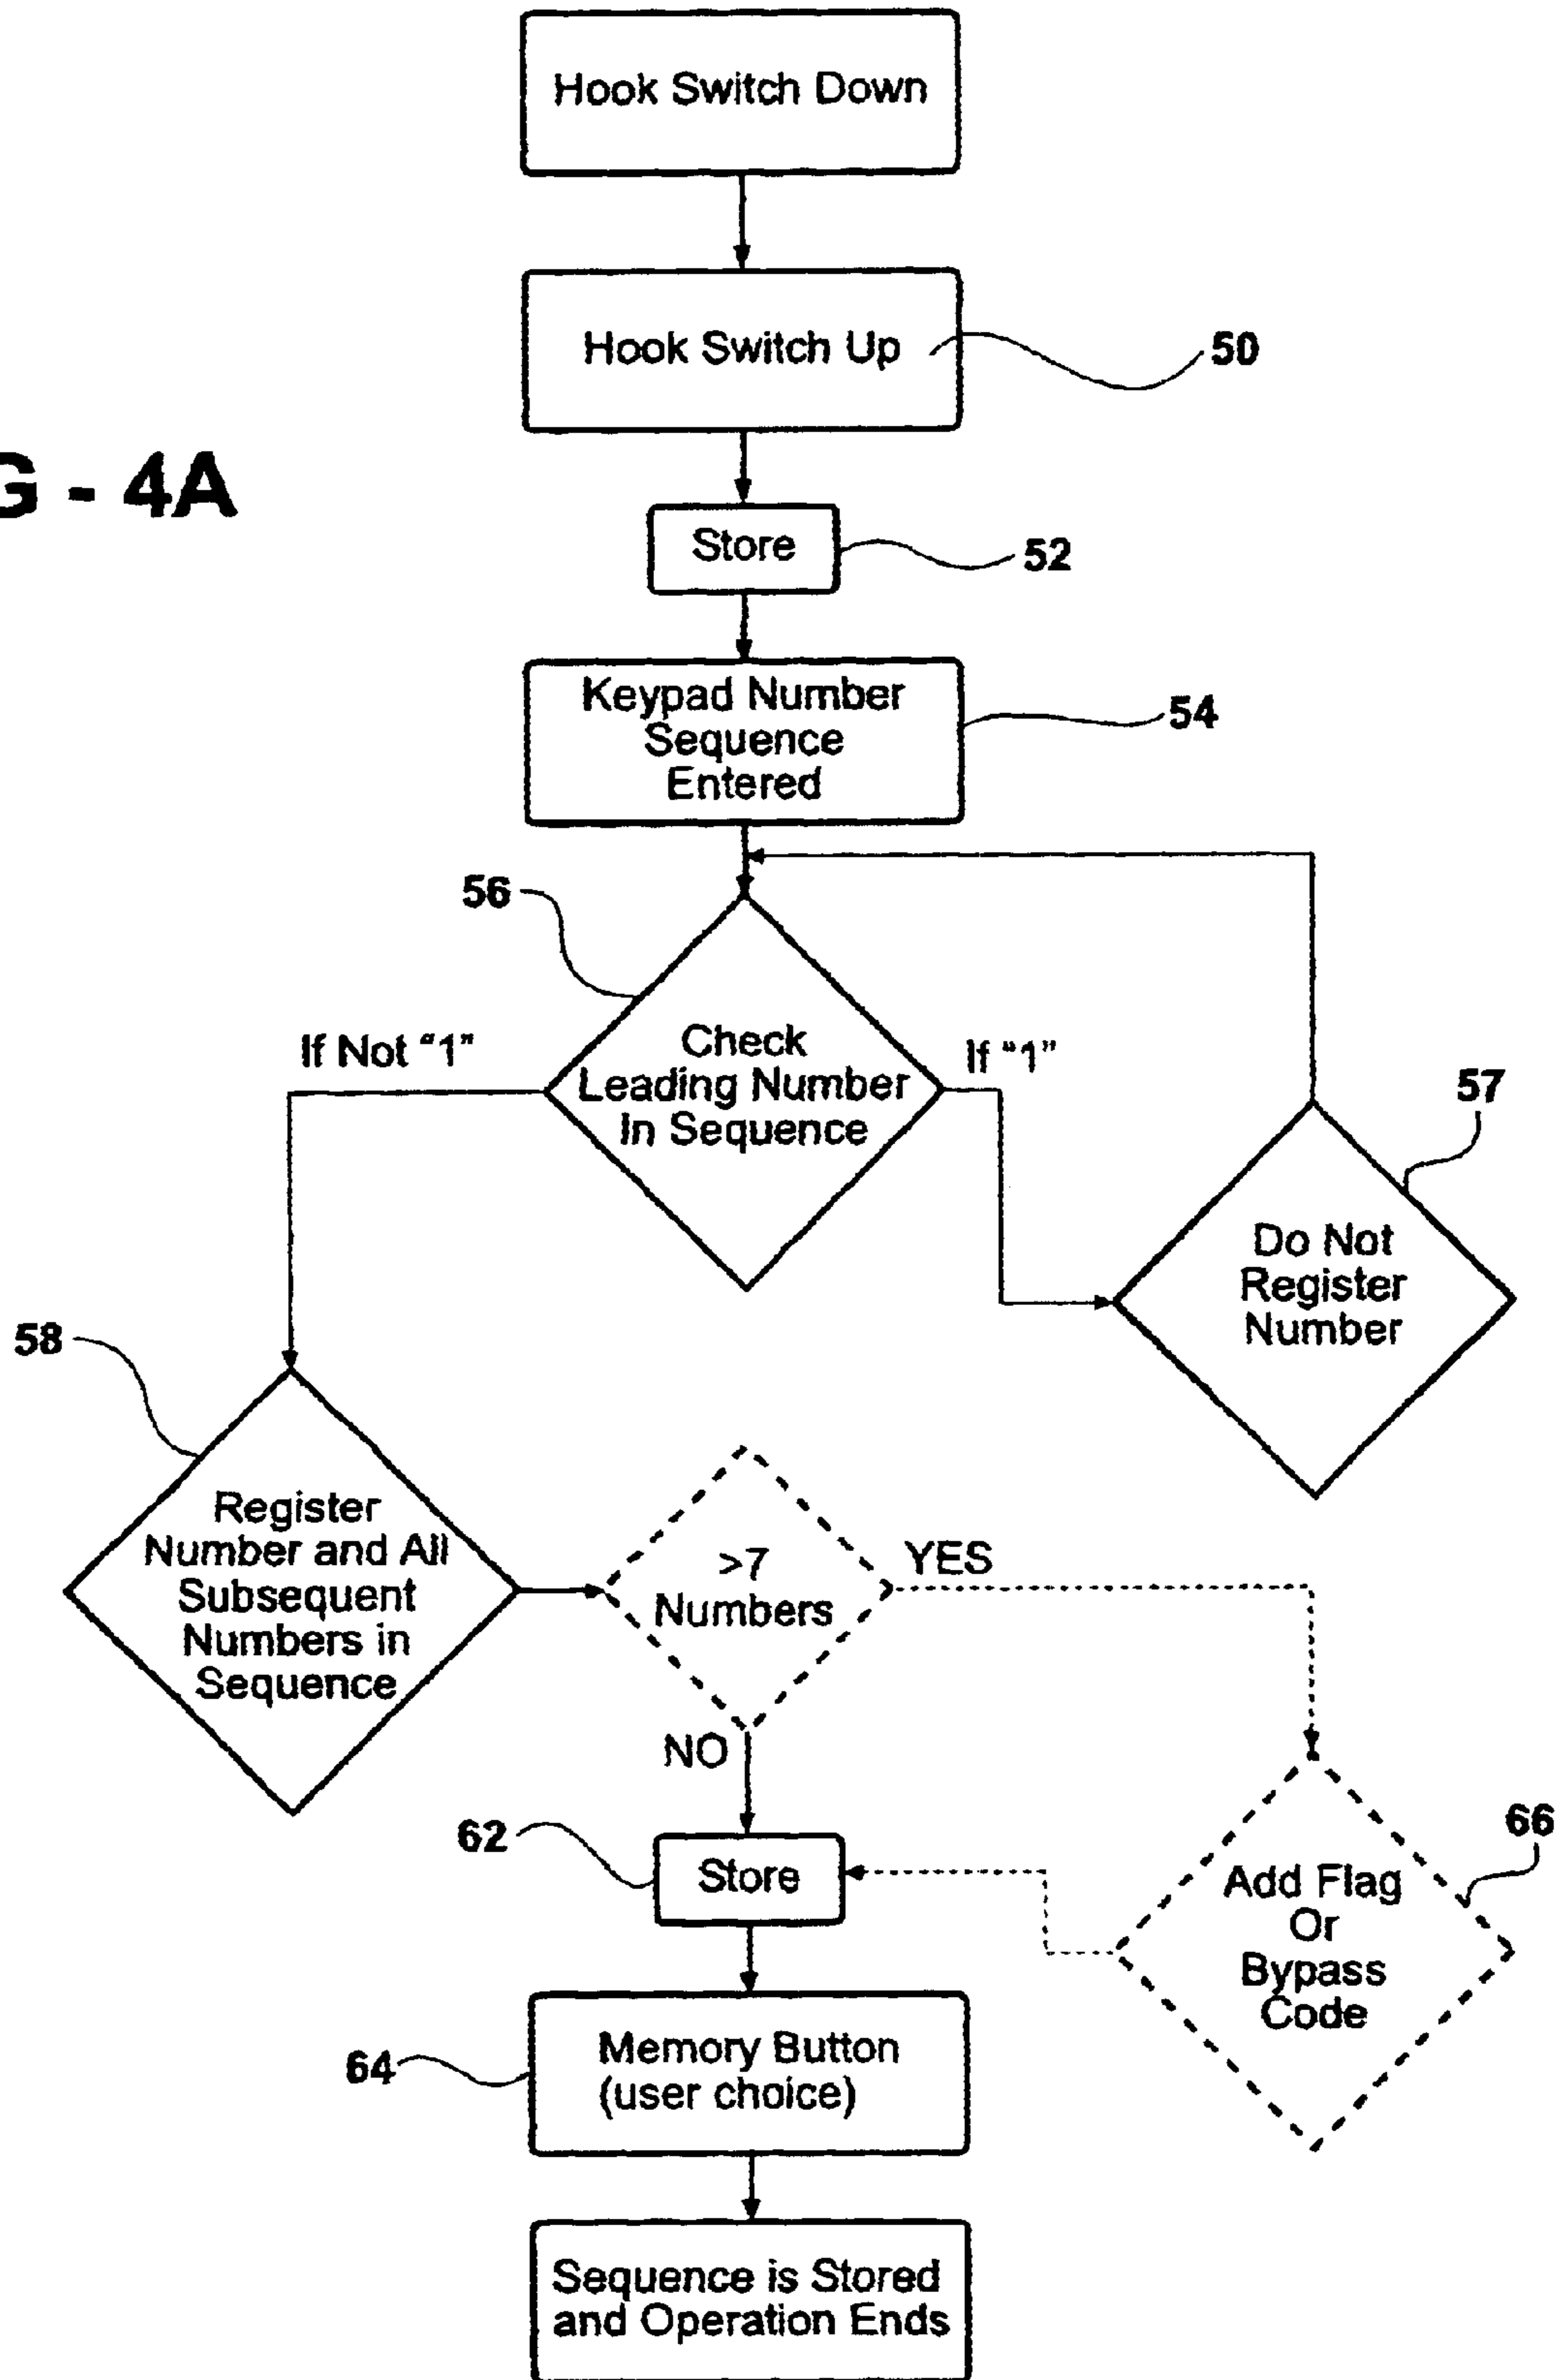 Hook Switch Down
Hook Switch Up
50
G - 4A
Store
52
Keypad Number
Sequence
Entered
54
56
If Not "1"
Check
Leading Number
In Sequence
If "1"
57
Do Not
Register
Number
58
Register
Number and All
Subsequent
Numbers in
Sequence
>7
Numbers
YES
NO
62
Store
66
Add Flag
Or
Bypass
Code
64
Memory Button
(user choice)
Sequence is Stored
and Operation Ends